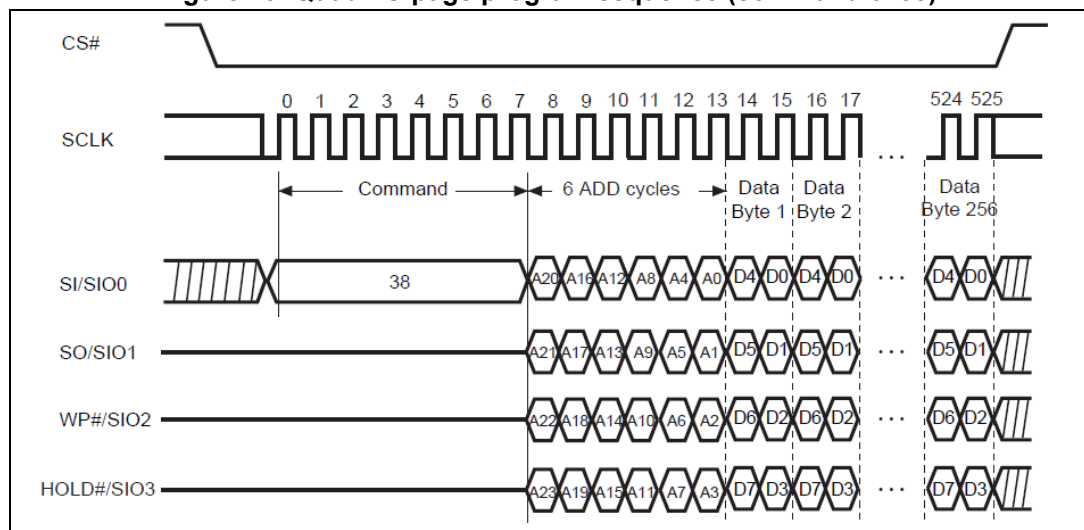 CS#
0 1 2 3 4 5 6 7 8 9 10 11 12 13 14 15 16 17 524 525
SCLK
...
Command 6 ADD cycles Data Data Data
Byte 1 Byte 2 Byte 256
SI/SIO0 38 A20 A16 A12 A8 A4 A0 D4 D0 D4 D0 ... D4 D0
SO/SIO1 A21 A17 A13 A9 A5 A1 D5 D1 D5 D1 ... D5 D1
WP#/SIO2 A22 A18 A14 A10 A6 A2 D6 D2 D6 D2 ... D6 D2
HOLD#/SIO3 A23 A19 A15 A11 A7 A3 D7 D3 D7 D3 ... D7 D3